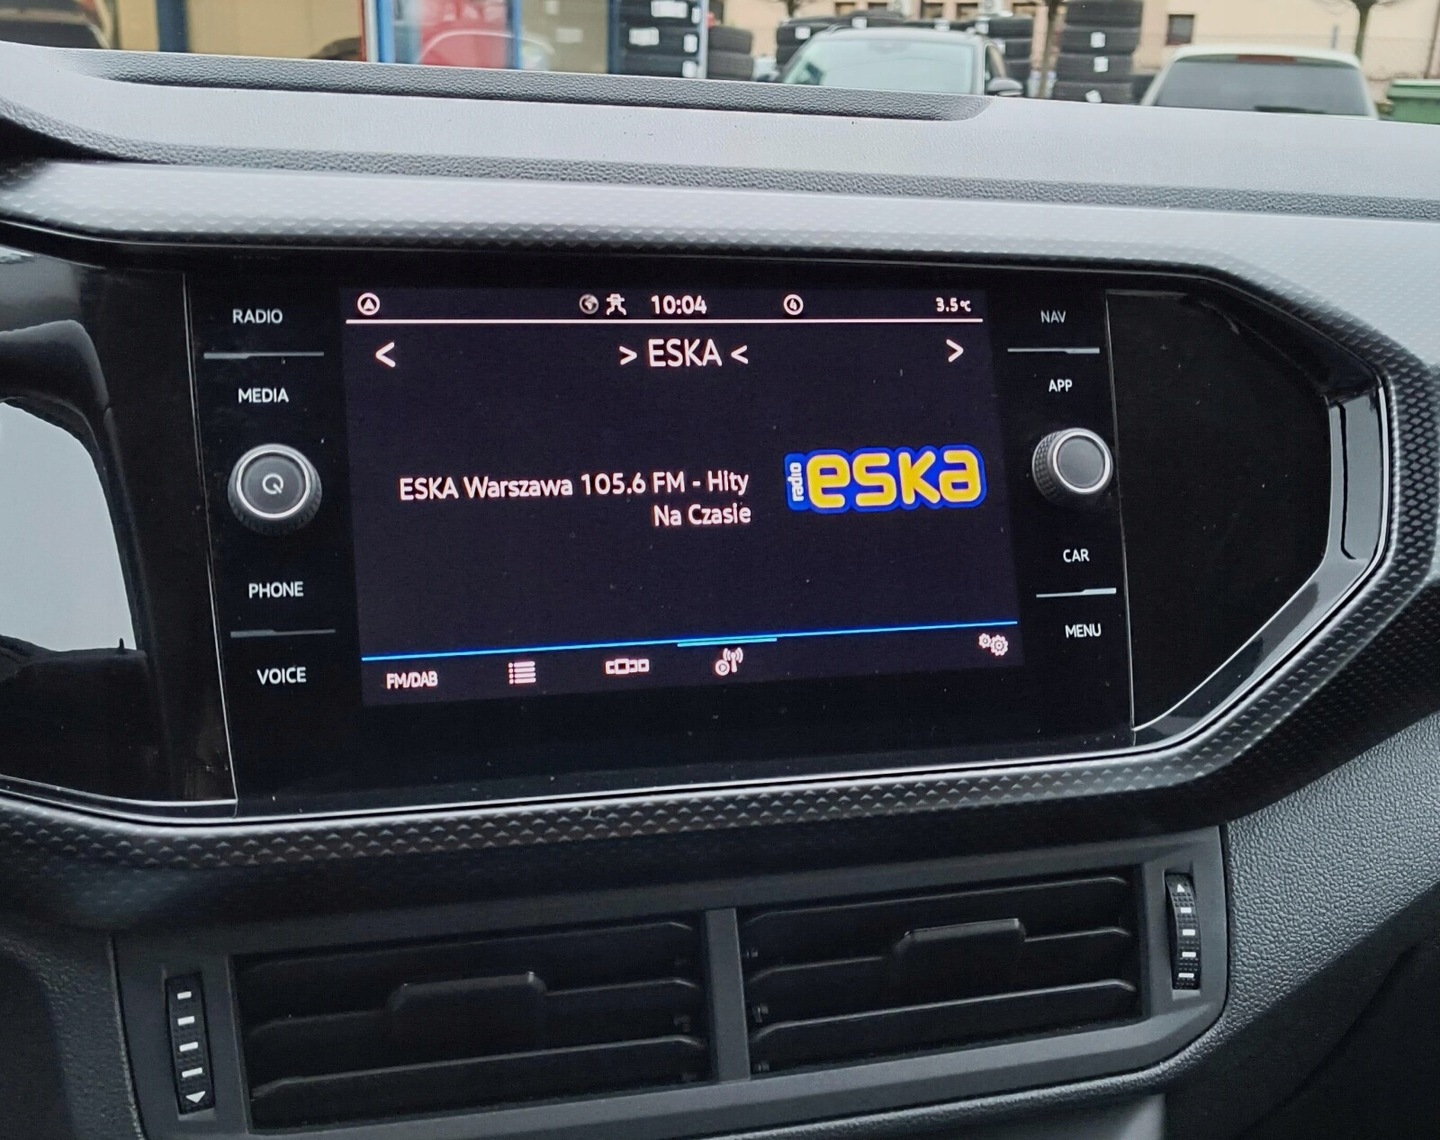 RADIO
MEDIA
PHONE
VOICE
10:04
3.5°C
< > ESKA < >
ESKA Warszawa 105.6 FM - Hity
Na Czasie
radio eska
FM/DAB
NAV
APP
CAR
MENU